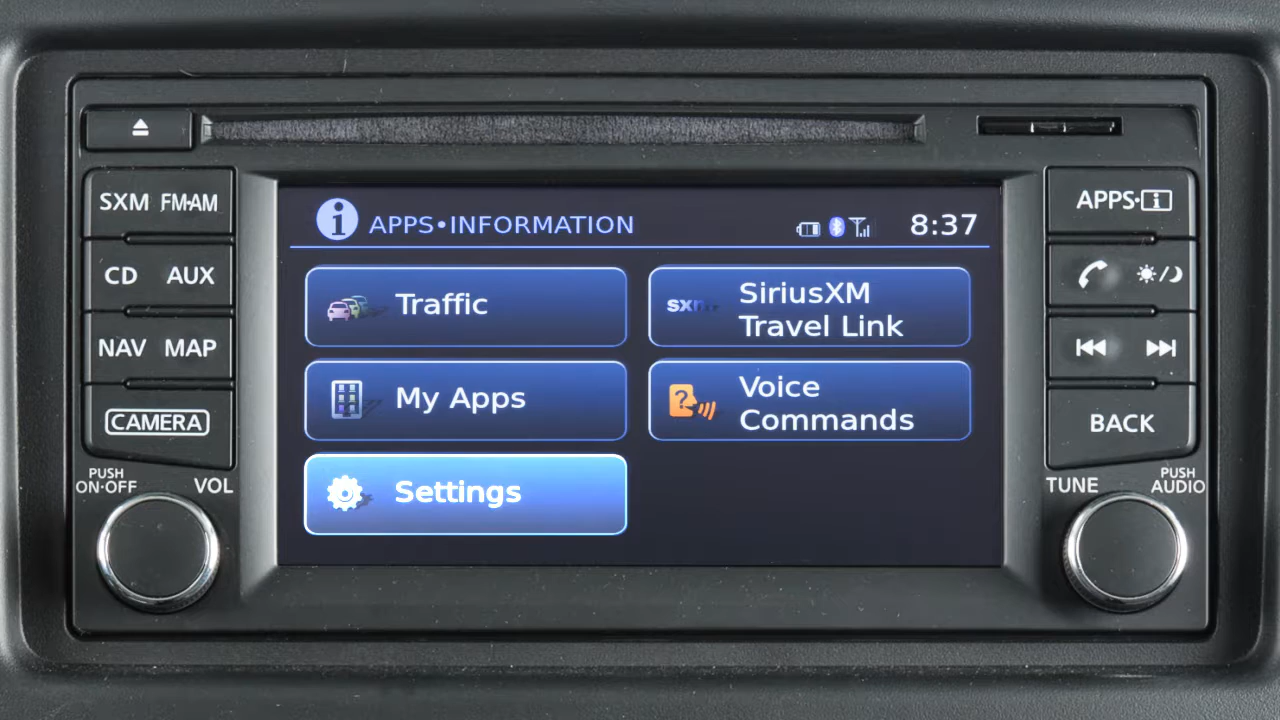 SXM FM·AM
CD AUX
NAV MAP
CAMERA
PUSH
ON·OFF
VOL
i APPS•INFORMATION
8:37
Traffic
sxm
SiriusXM
Travel Link
My Apps
?
Voice
Commands
Settings
APPS·i
BACK
TUNE
PUSH
AUDIO